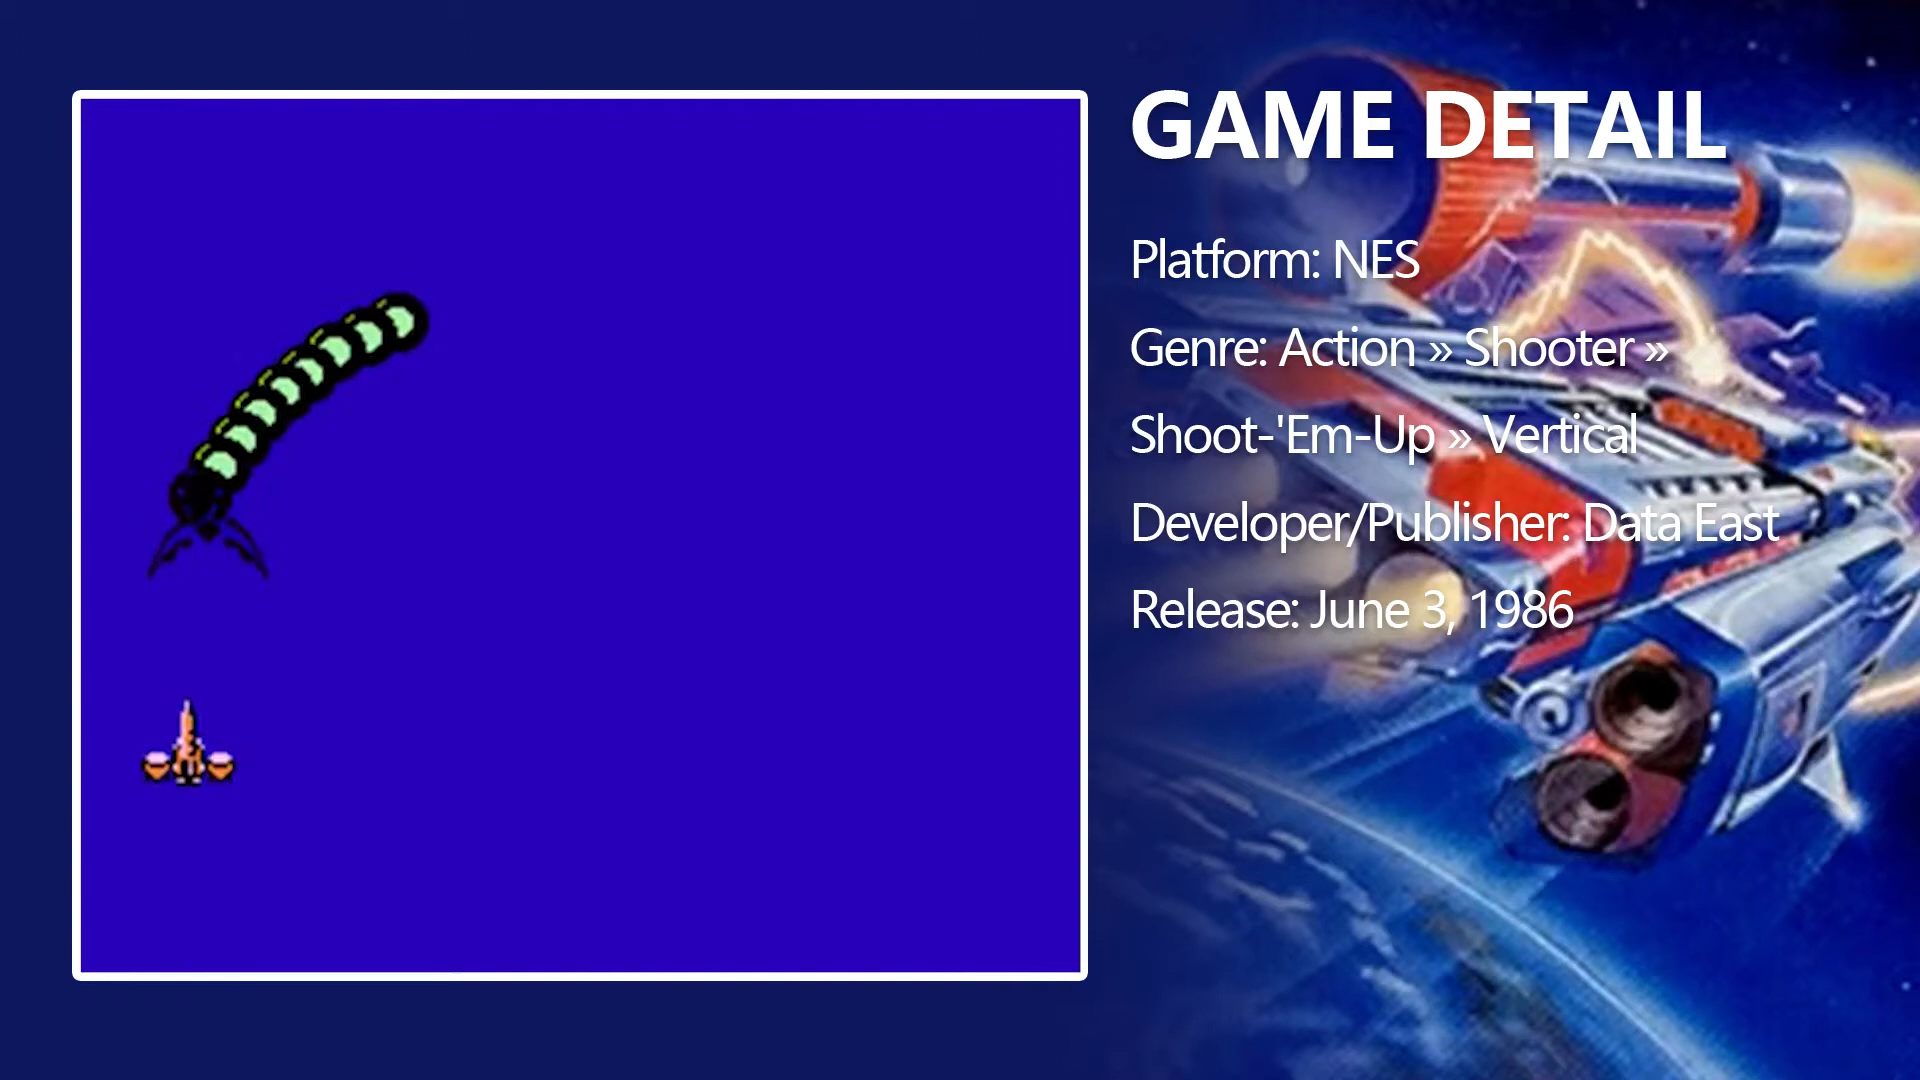 GAME DETAIL
Platform: NES
Genre: Action » Shooter »
Shoot-'Em-Up » Vertical
Developer/Publisher: Data East
Release: June 3, 1986